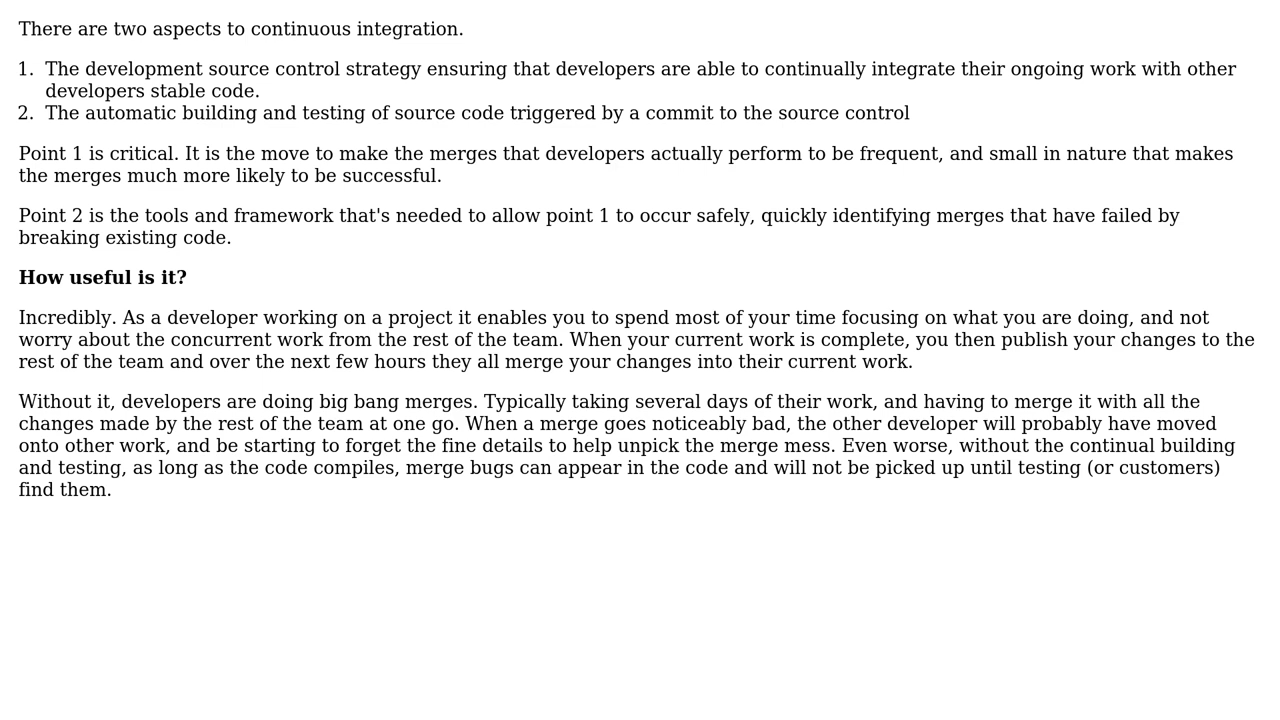 There are two aspects to continuous integration.
1. The development source control strategy ensuring that developers are able to continually integrate their ongoing work with other
developers stable code.
2. The automatic building and testing of source code triggered by a commit to the source control
Point 1 is critical. It is the move to make the merges that developers actually perform to be frequent, and small in nature that makes
the merges much more likely to be successful.
Point 2 is the tools and framework that's needed to allow point 1 to occur safely, quickly identifying merges that have failed by
breaking existing code.
How useful is it?
Incredibly. As a developer working on a project it enables you to spend most of your time focusing on what you are doing, and not
worry about the concurrent work from the rest of the team. When your current work is complete, you then publish your changes to the
rest of the team and over the next few hours they all merge your changes into their current work.
Without it, developers are doing big bang merges. Typically taking several days of their work, and having to merge it with all the
changes made by the rest of the team at one go. When a merge goes noticeably bad, the other developer will probably have moved
onto other work, and be starting to forget the fine details to help unpick the merge mess. Even worse, without the continual building
and testing, as long as the code compiles, merge bugs can appear in the code and will not be picked up until testing (or customers)
find them.